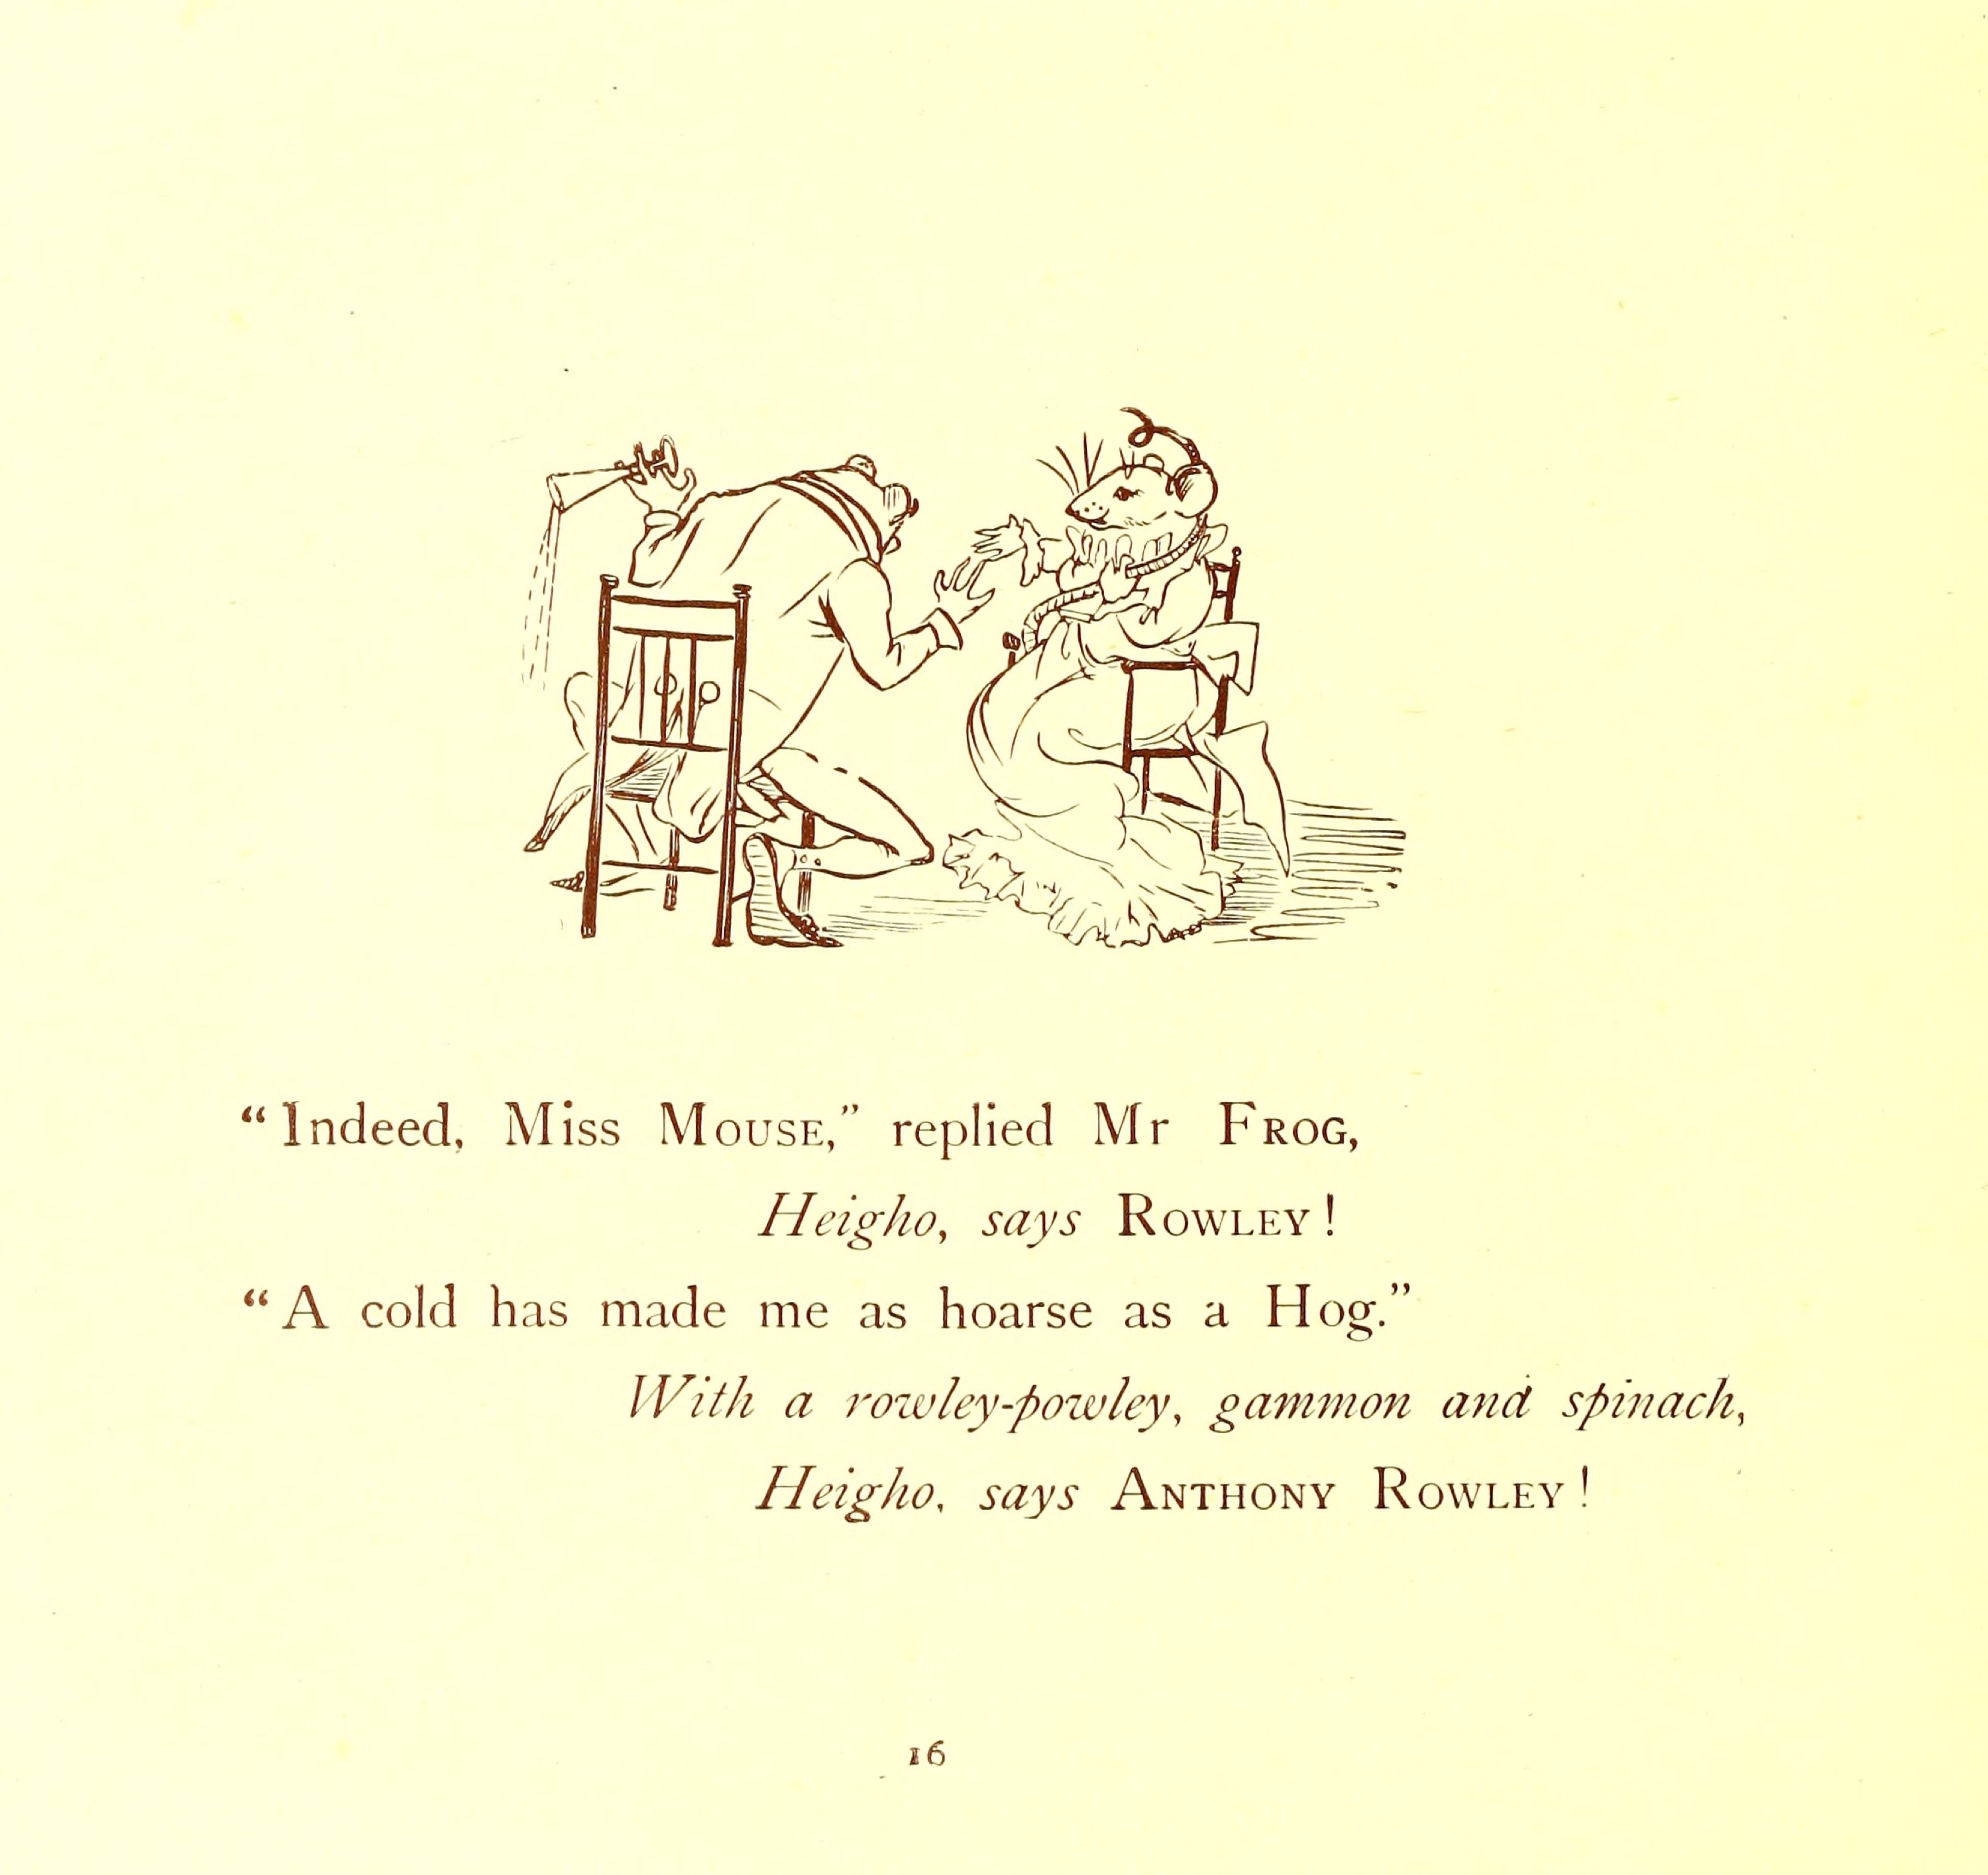 “Indeed, Miss MOUSE,” replied Mr FROG,
Heigho, says ROWLEY!
“A cold has made me as hoarse as a Hog.”
With a rowley-powley, gammon and spinach,
Heigho, says ANTHONY ROWLEY!
16